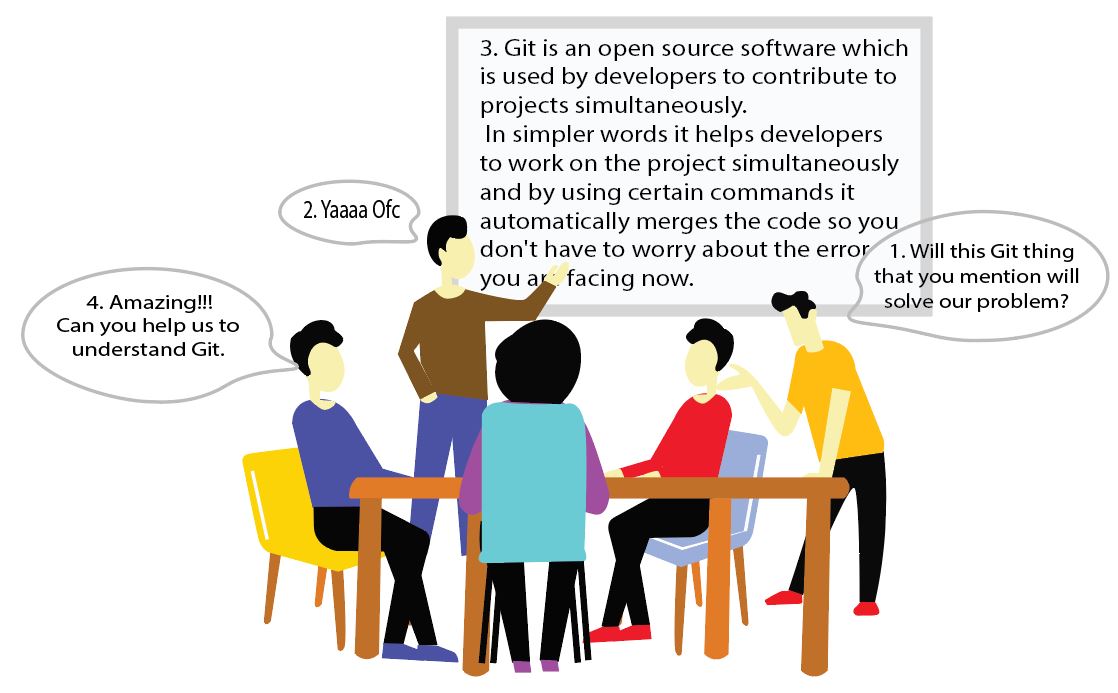 1. Will this Git thing
that you mention will
solve our problem?
2. Yaaaa Ofc
3. Git is an open source software which
is used by developers to contribute to
projects simultaneously.
In simpler words it helps developers
to work on the project simultaneously
and by using certain commands it
automatically merges the code so you
don't have to worry about the error
you are facing now.
4. Amazing!!!
Can you help us to
understand Git.